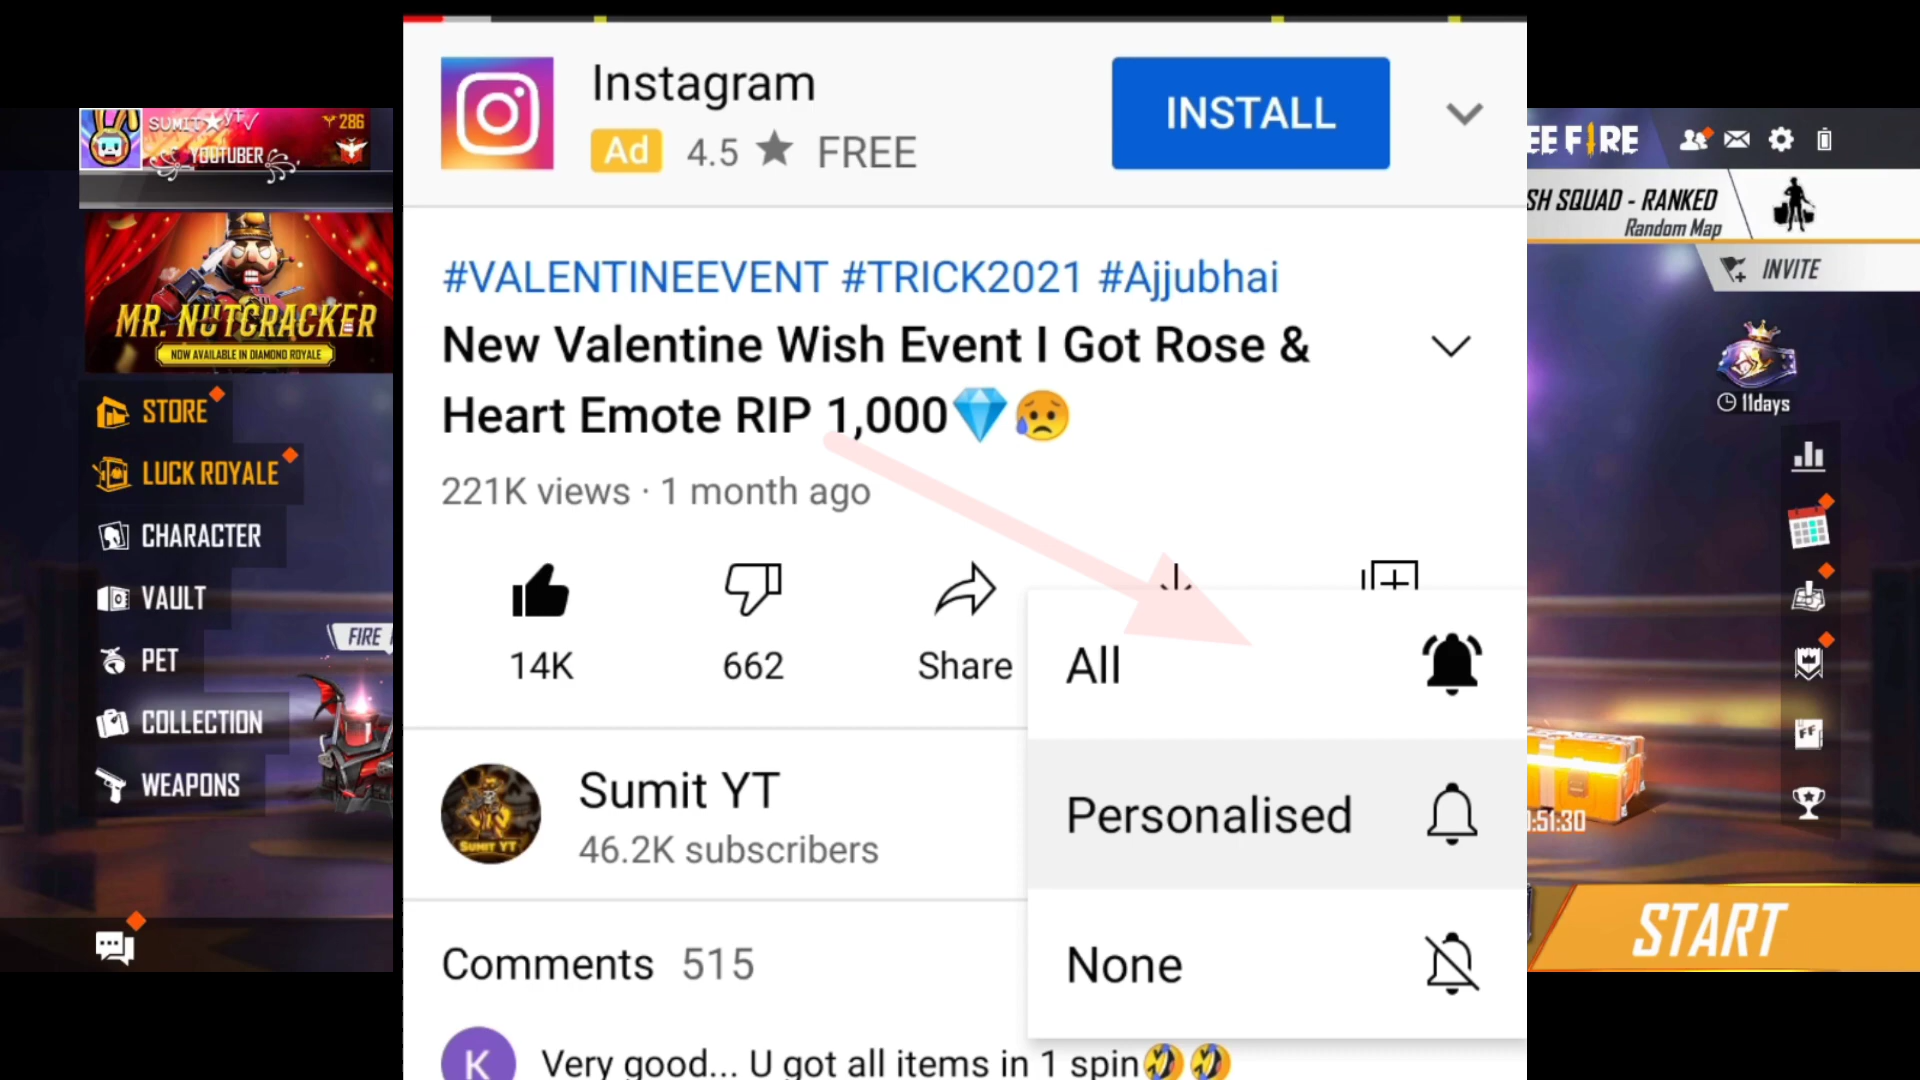 SUMIT★YT✓
286
YOUTUBER
MR. NUTCRACKER
NOW AVAILABLE IN DIAMOND ROYALE
STORE
LUCK ROYALE
CHARACTER
VAULT
FIRE
PET
COLLECTION
WEAPONS
Instagram
Ad 4.5 ★ FREE
INSTALL
#VALENTINEEVENT #TRICK2021 #Ajjubhai
New Valentine Wish Event I Got Rose &
Heart Emote RIP 1,000💎😥
221K views · 1 month ago
14K 662 Share
All
Personalised
None
Sumit YT
46.2K subscribers
SUMIT YT
Comments 515
K
Very good... U got all items in 1 spin🤣🤣
EE FIRE
SH SQUAD - RANKED
Random Map
INVITE
11days
FF
:51:30
START